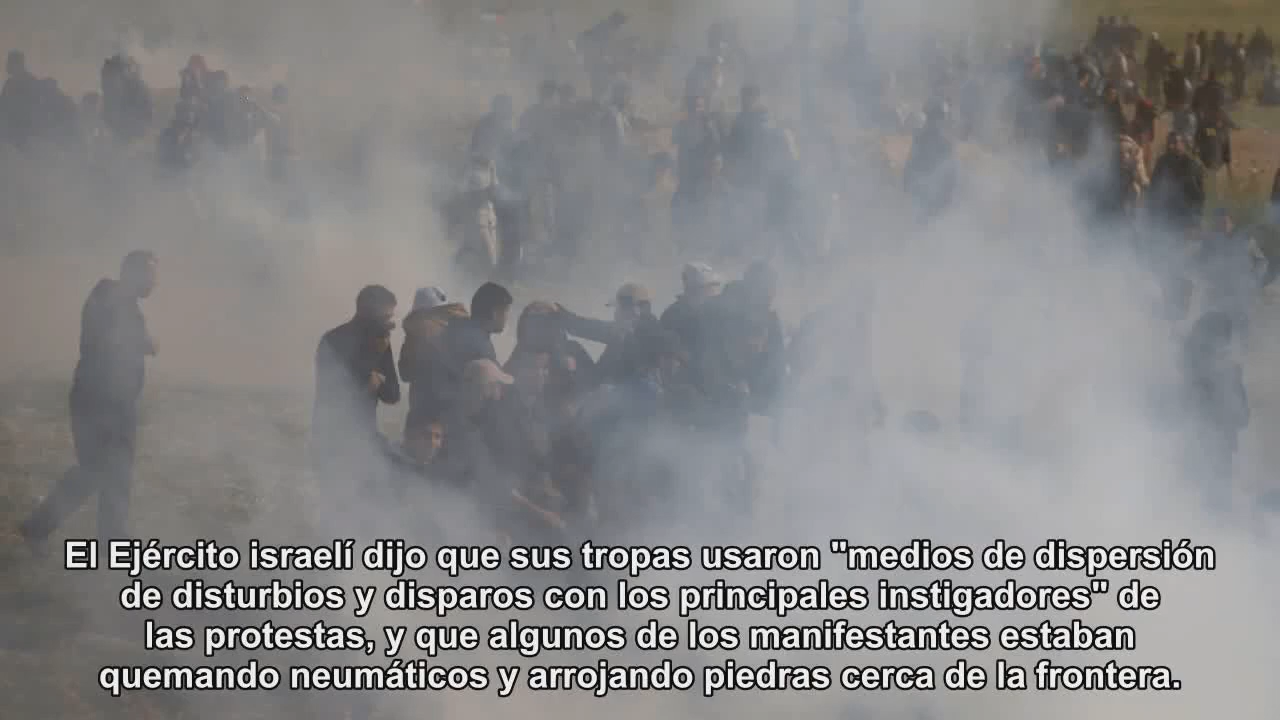 El Ejército israelí dijo que sus tropas usaron "medios de dispersión
de disturbios y disparos con los principales instigadores" de
las protestas, y que algunos de los manifestantes estaban
quemando neumáticos y arrojando piedras cerca de la frontera.